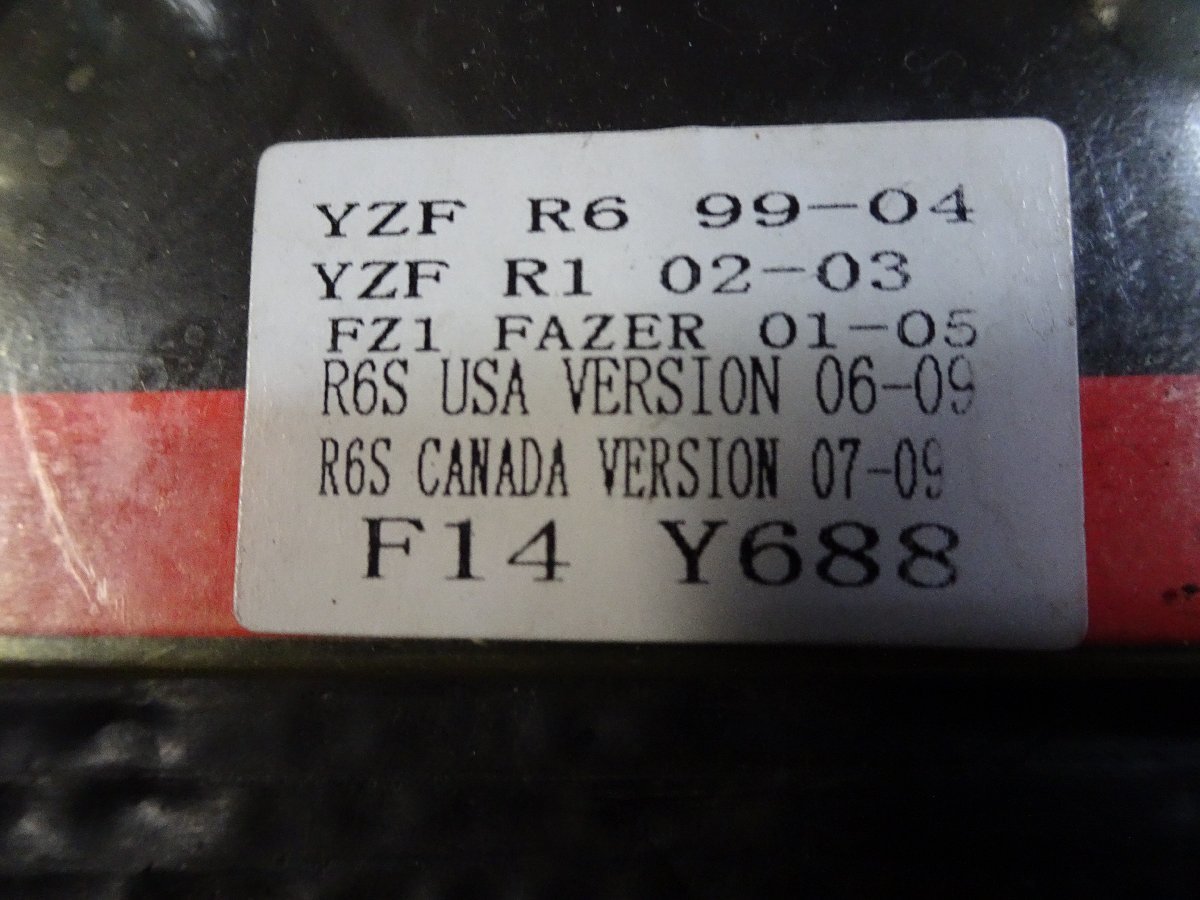 YZF R6 99-04
YZF R1 02-03
FZ1 FAZER 01-05
R6S USA VERSION 06-09
R6S CANADA VERSION 07-09
F14 Y688